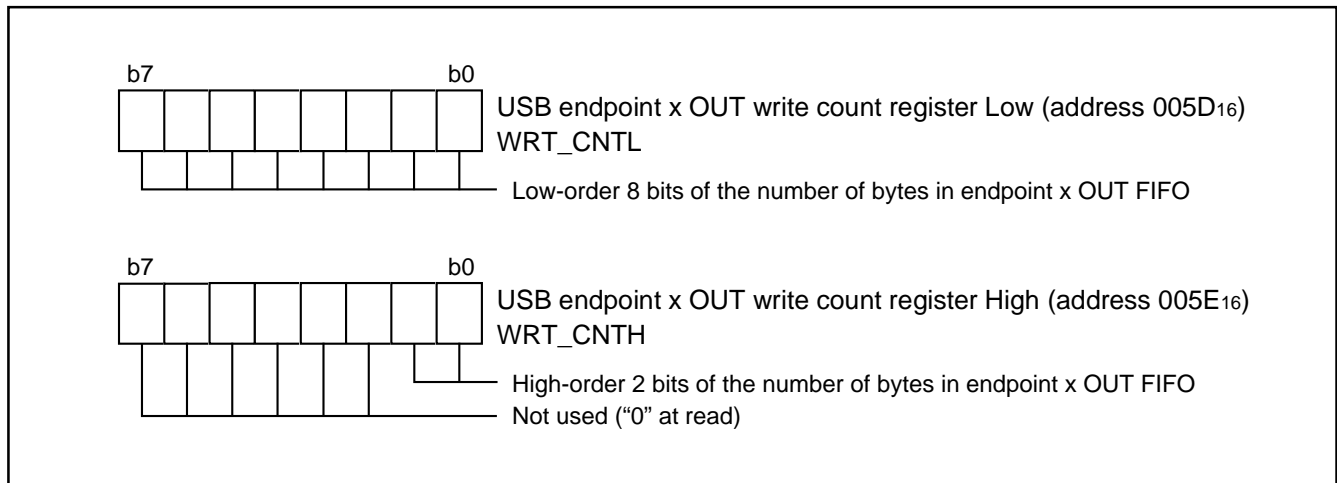 b7 b0
USB endpoint x OUT write count register Low (address 005D16)
WRT_CNTL
Low-order 8 bits of the number of bytes in endpoint x OUT FIFO
b7 b0
USB endpoint x OUT write count register High (address 005E16)
WRT_CNTH
High-order 2 bits of the number of bytes in endpoint x OUT FIFO
Not used (“0” at read)